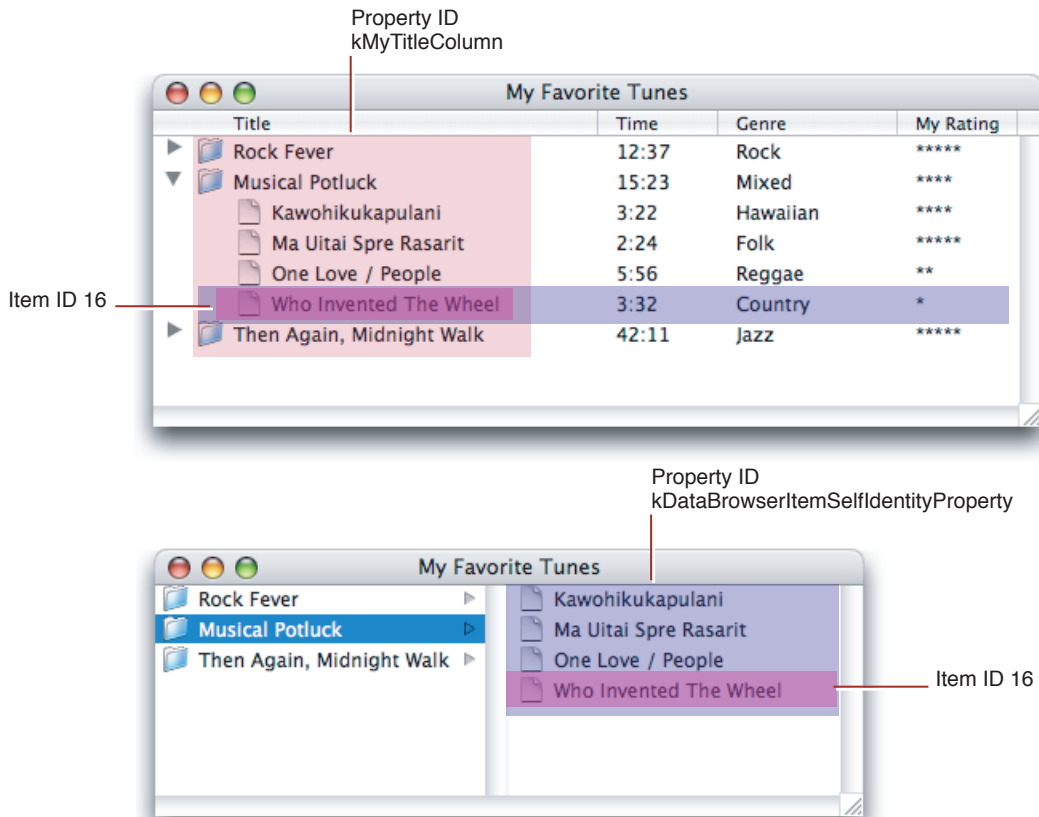 Property ID
kMyTitleColumn
My Favorite Tunes
Title Time Genre My Rating
Rock Fever 12:37 Rock *****
Musical Potluck 15:23 Mixed ****
Kawohikukapulani 3:22 Hawaiian ****
Ma Uitai Spre Rasarit 2:24 Folk *****
One Love / People 5:56 Reggae **
Item ID 16 Who Invented The Wheel 3:32 Country *
Then Again, Midnight Walk 42:11 Jazz *****
Property ID
kDataBrowserItemSelfIdentityProperty
My Favorite Tunes
Rock Fever Kawohikukapulani
Musical Potluck Ma Uitai Spre Rasarit
Then Again, Midnight Walk One Love / People
Who Invented The Wheel Item ID 16